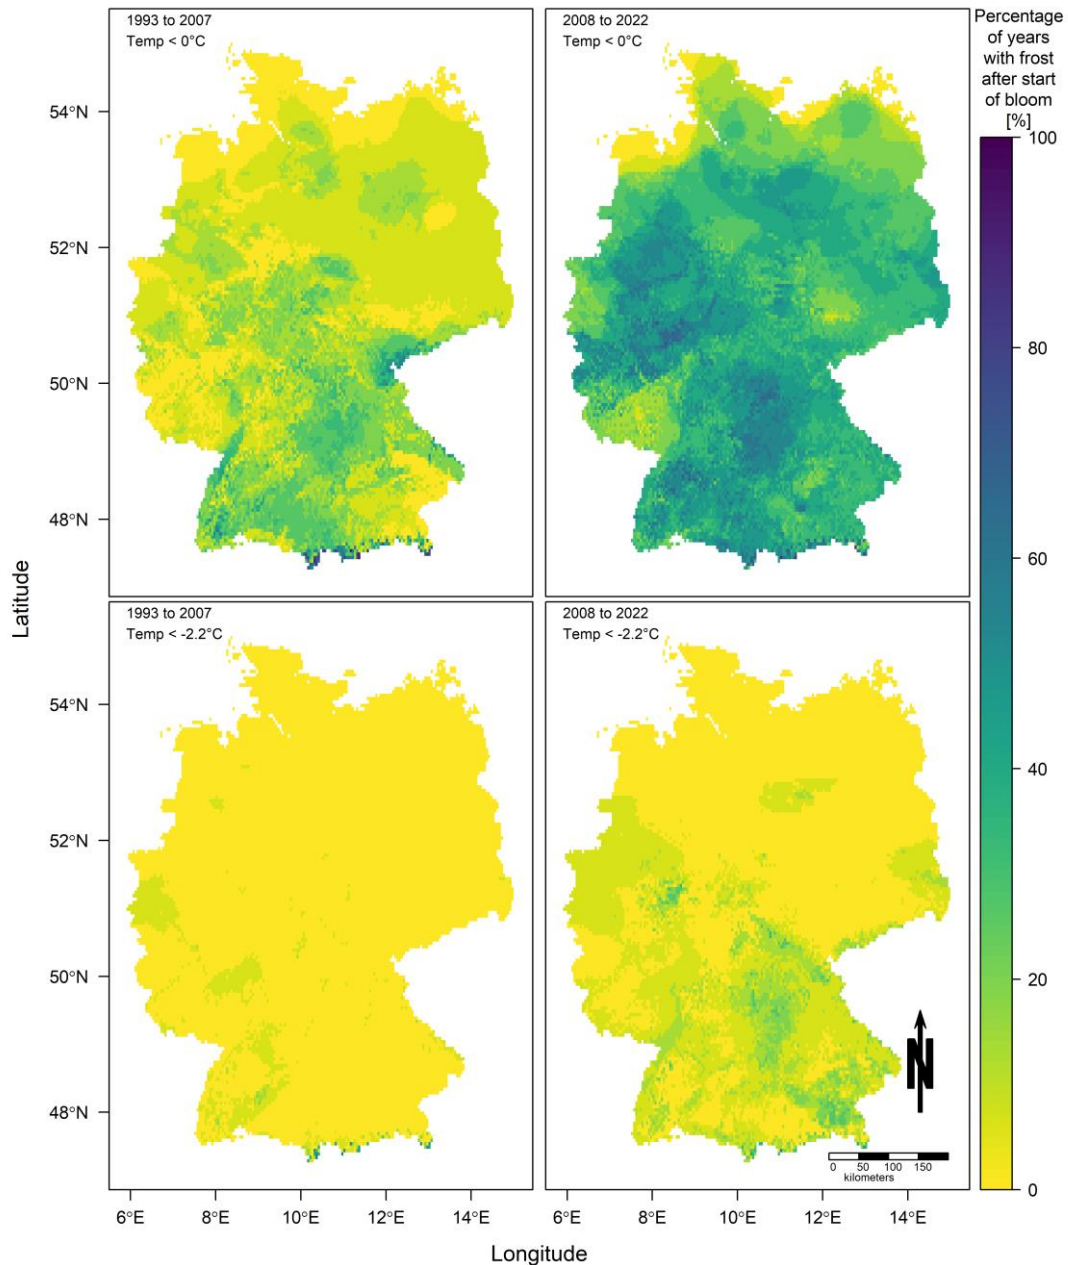 1993 to 2007
Temp < 0°C
2008 to 2022
Temp < 0°C
Percentage
of years
with frost
after start
of bloom
[%]
100
80
60
40
20
0
54°N
52°N
50°N
48°N
Latitude
1993 to 2007
Temp < -2.2°C
2008 to 2022
Temp < -2.2°C
54°N
52°N
50°N
48°N
N
0 50 100 150
kilometers
6°E 8°E 10°E 12°E 14°E
6°E 8°E 10°E 12°E 14°E
Longitude